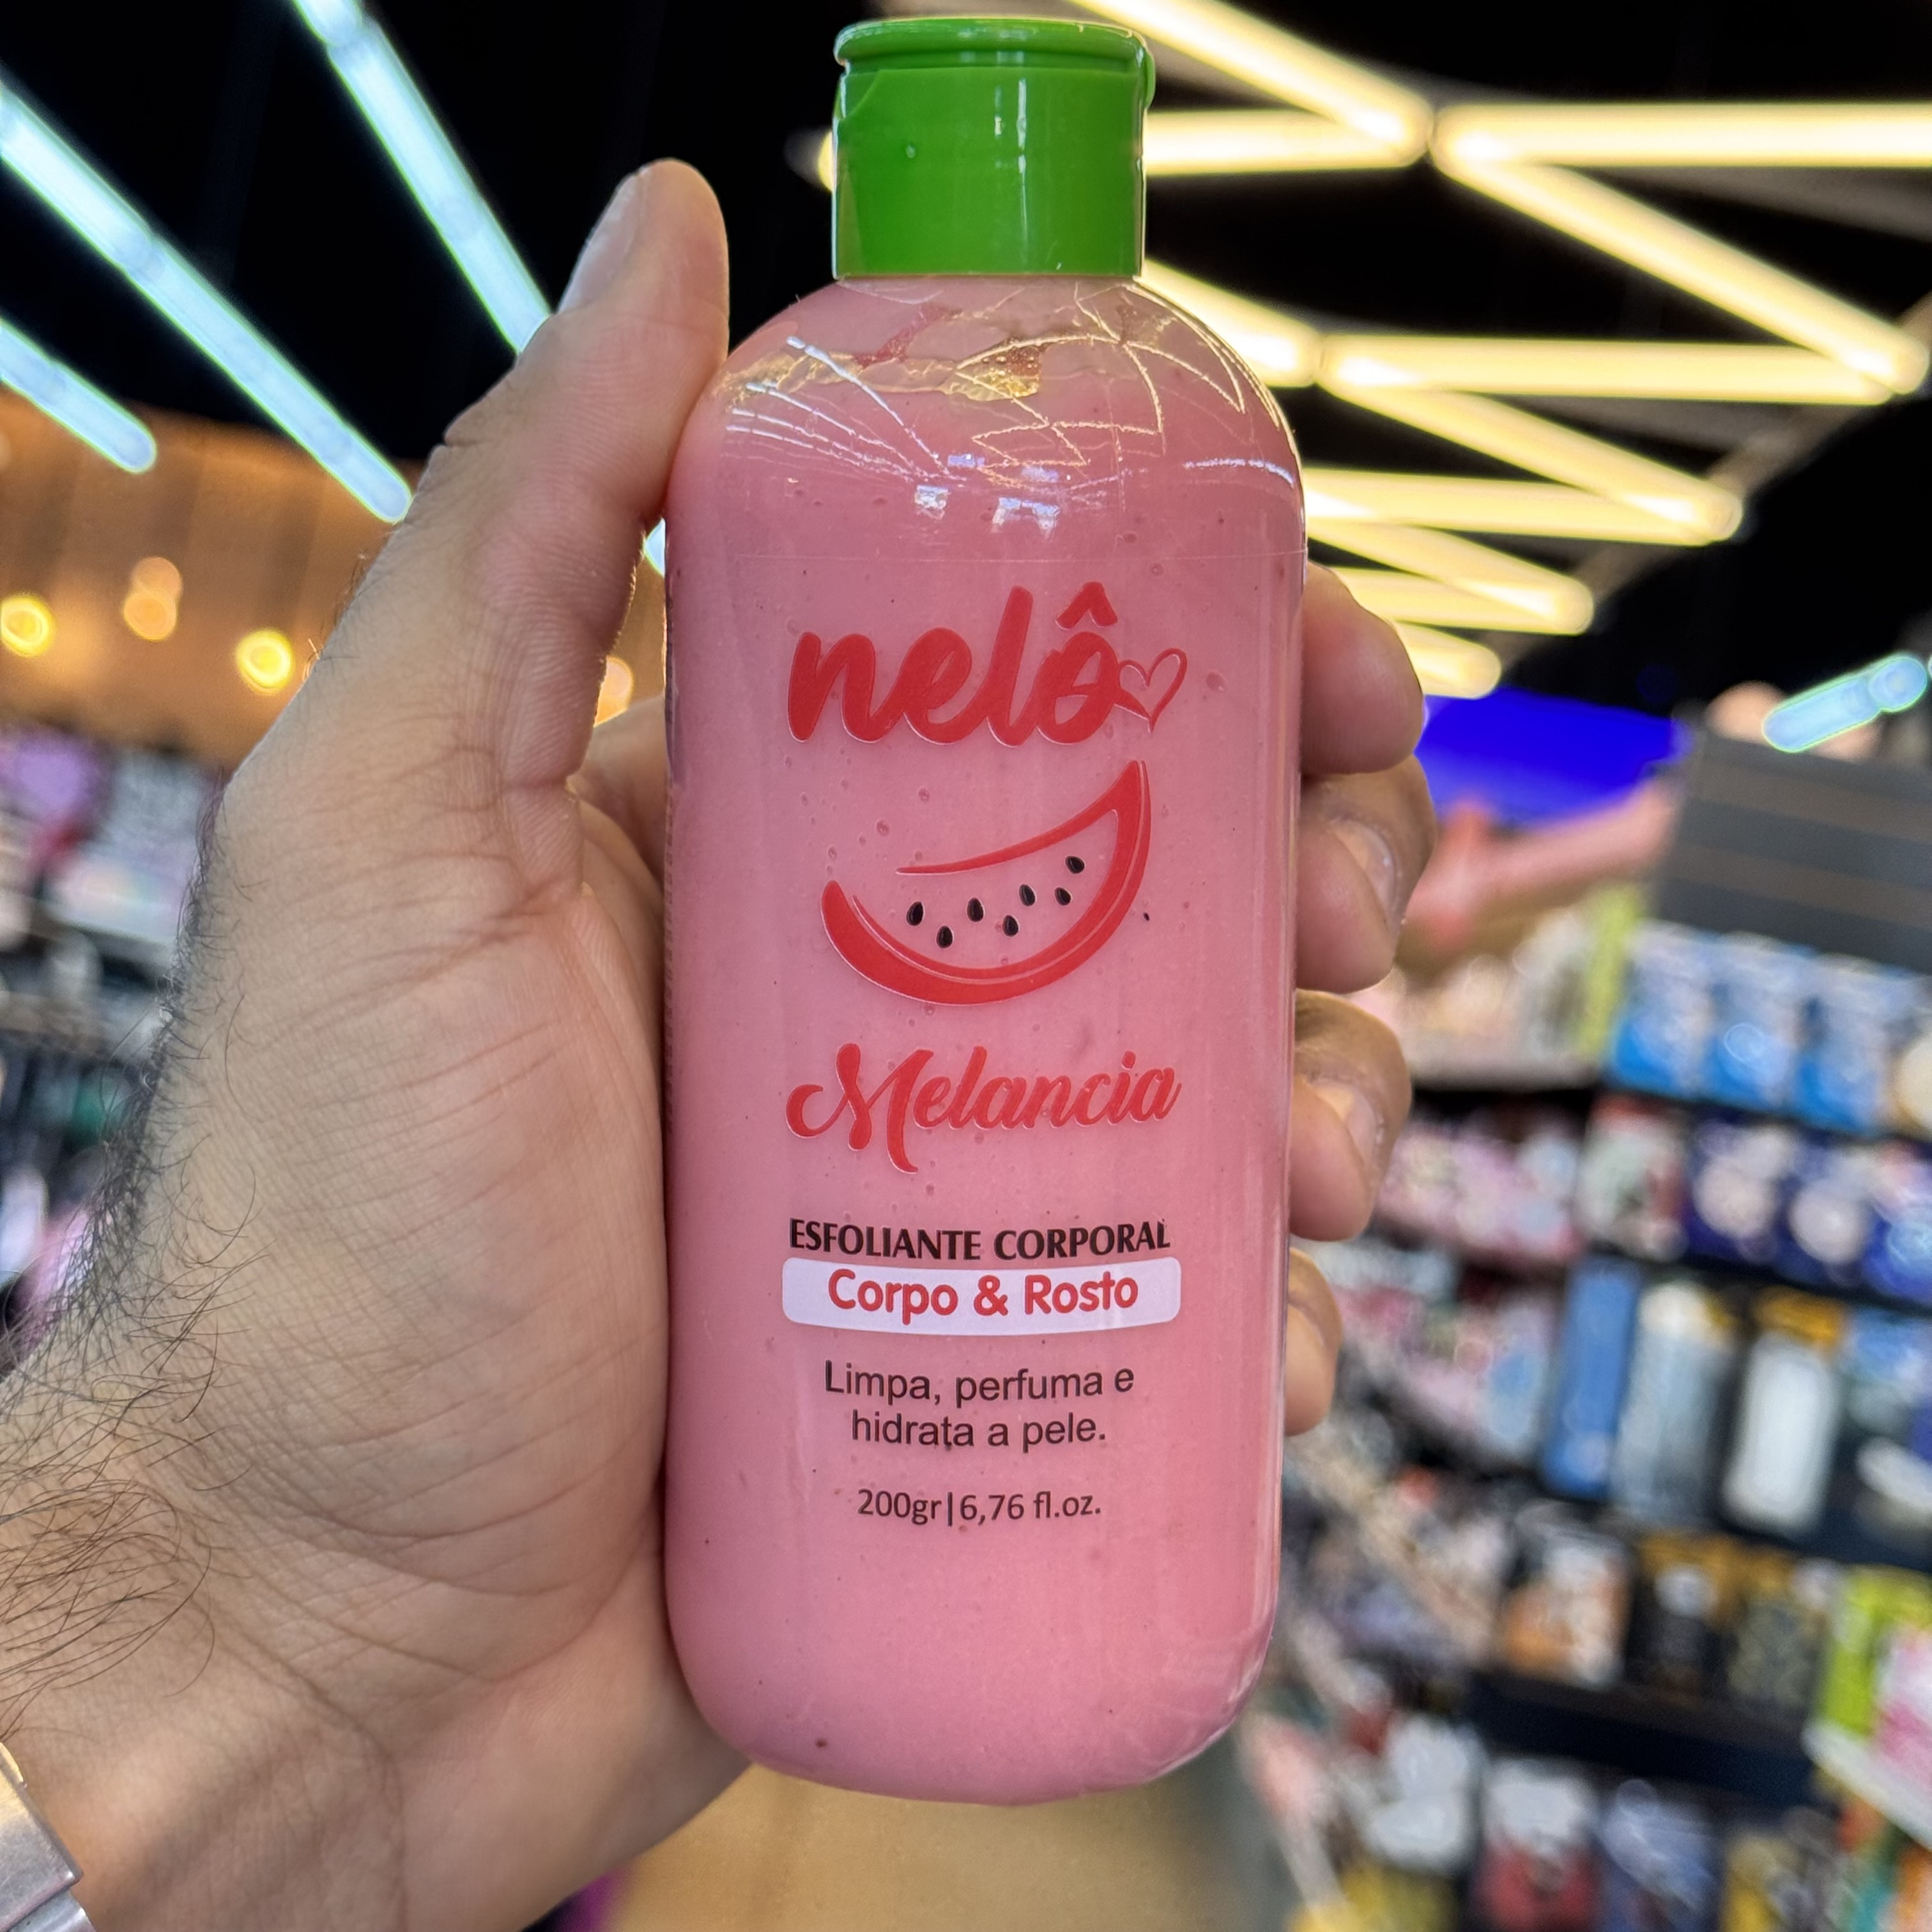 nelô
Melancia
ESFOLIANTE CORPORAL
Corpo & Rosto
Limpa, perfuma e
hidrata a pele.
200gr|6,76 fl.oz.